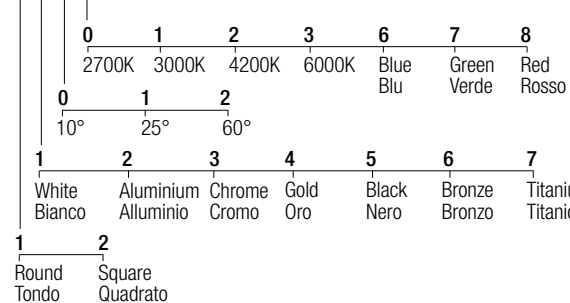 0 1 2 3 6 7 8
2700K 3000K 4200K 6000K Blue Green Red
Blu Verde Rosso
0 1 2
10° 25° 60°
1 2 3 4 5 6 7
White Aluminium Chrome Gold Black Bronze
Bianco Alluminio Cromo Oro Nero Bronzo
1 2
Round Square
Tondo Quadrato